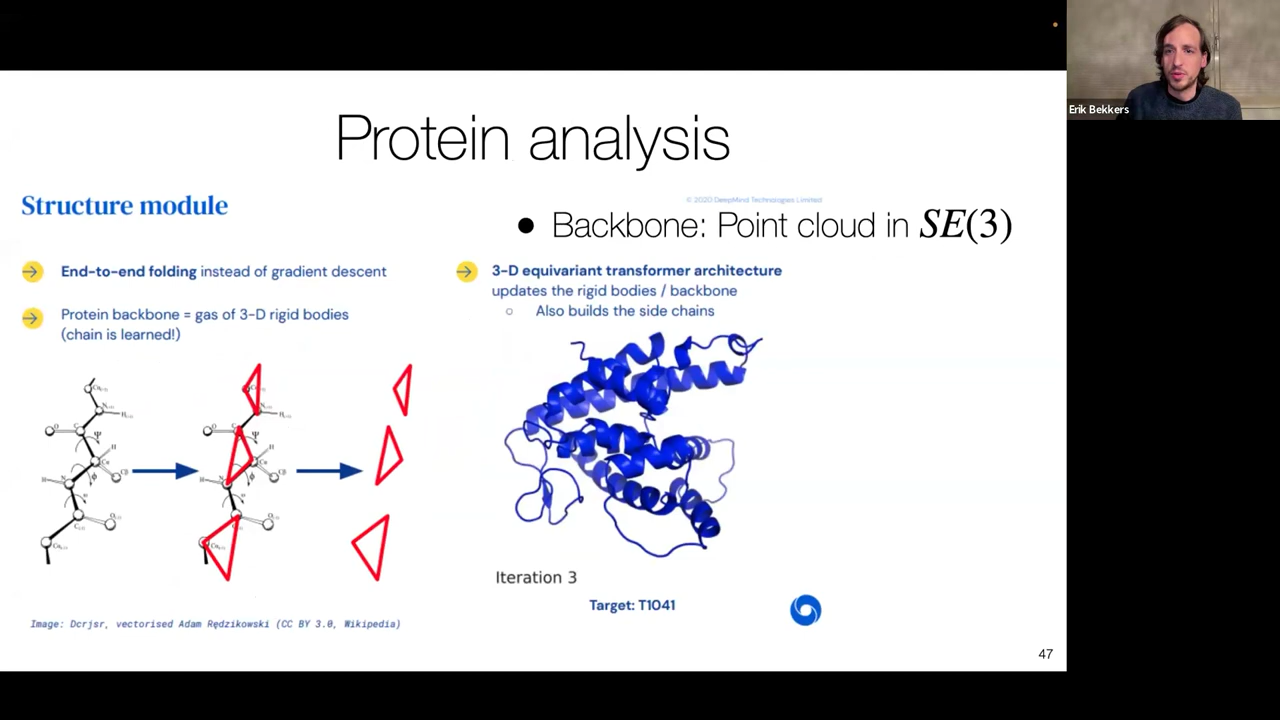 Erik Bekkers
Protein analysis
Structure module
© 2020 DeepMind Technologies Limited
● Backbone: Point cloud in SE(3)
End-to-end folding instead of gradient descent
Protein backbone = gas of 3-D rigid bodies
(chain is learned!)
3-D equivariant transformer architecture
updates the rigid bodies / backbone
Also builds the side chains
Iteration 3
Target: T1041
Image: Dcrjsr, vectorised Adam Rędzikowski (CC BY 3.0, Wikipedia)
47